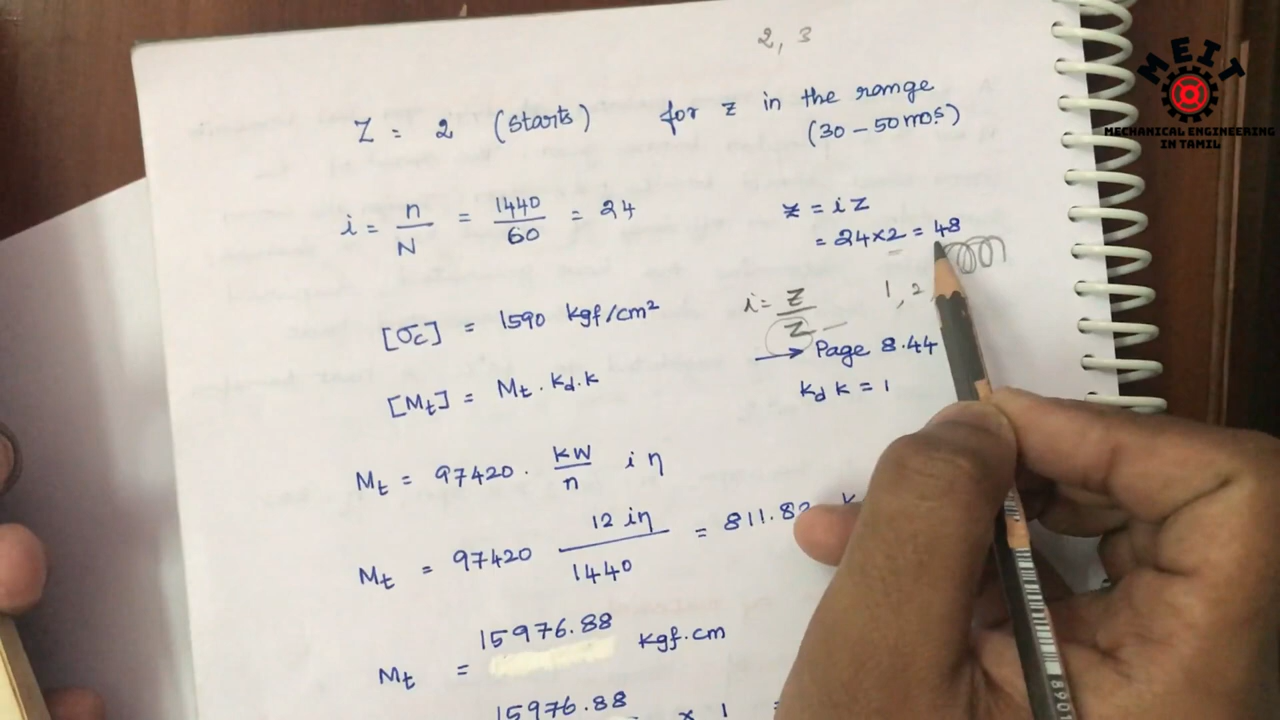 2, 3
Z = 2 (starts) for z in the range
(30 – 50 nos)
i = n/N = 1440/60 = 24
z = i Z
= 24×2 = 48
[σc] = 1590 kgf/cm²
i = z/Z
1, 2
→ Page 8.44
[Mt] = Mt . kd . k
kd k = 1
Mt = 97420 . kW/n i η
Mt = 97420 12 iη/1440 = 811.82
Mt = 15976.88 kgf.cm
15976.88 × 1
MEIT
MECHANICAL ENGINEERING
IN TAMIL
8901